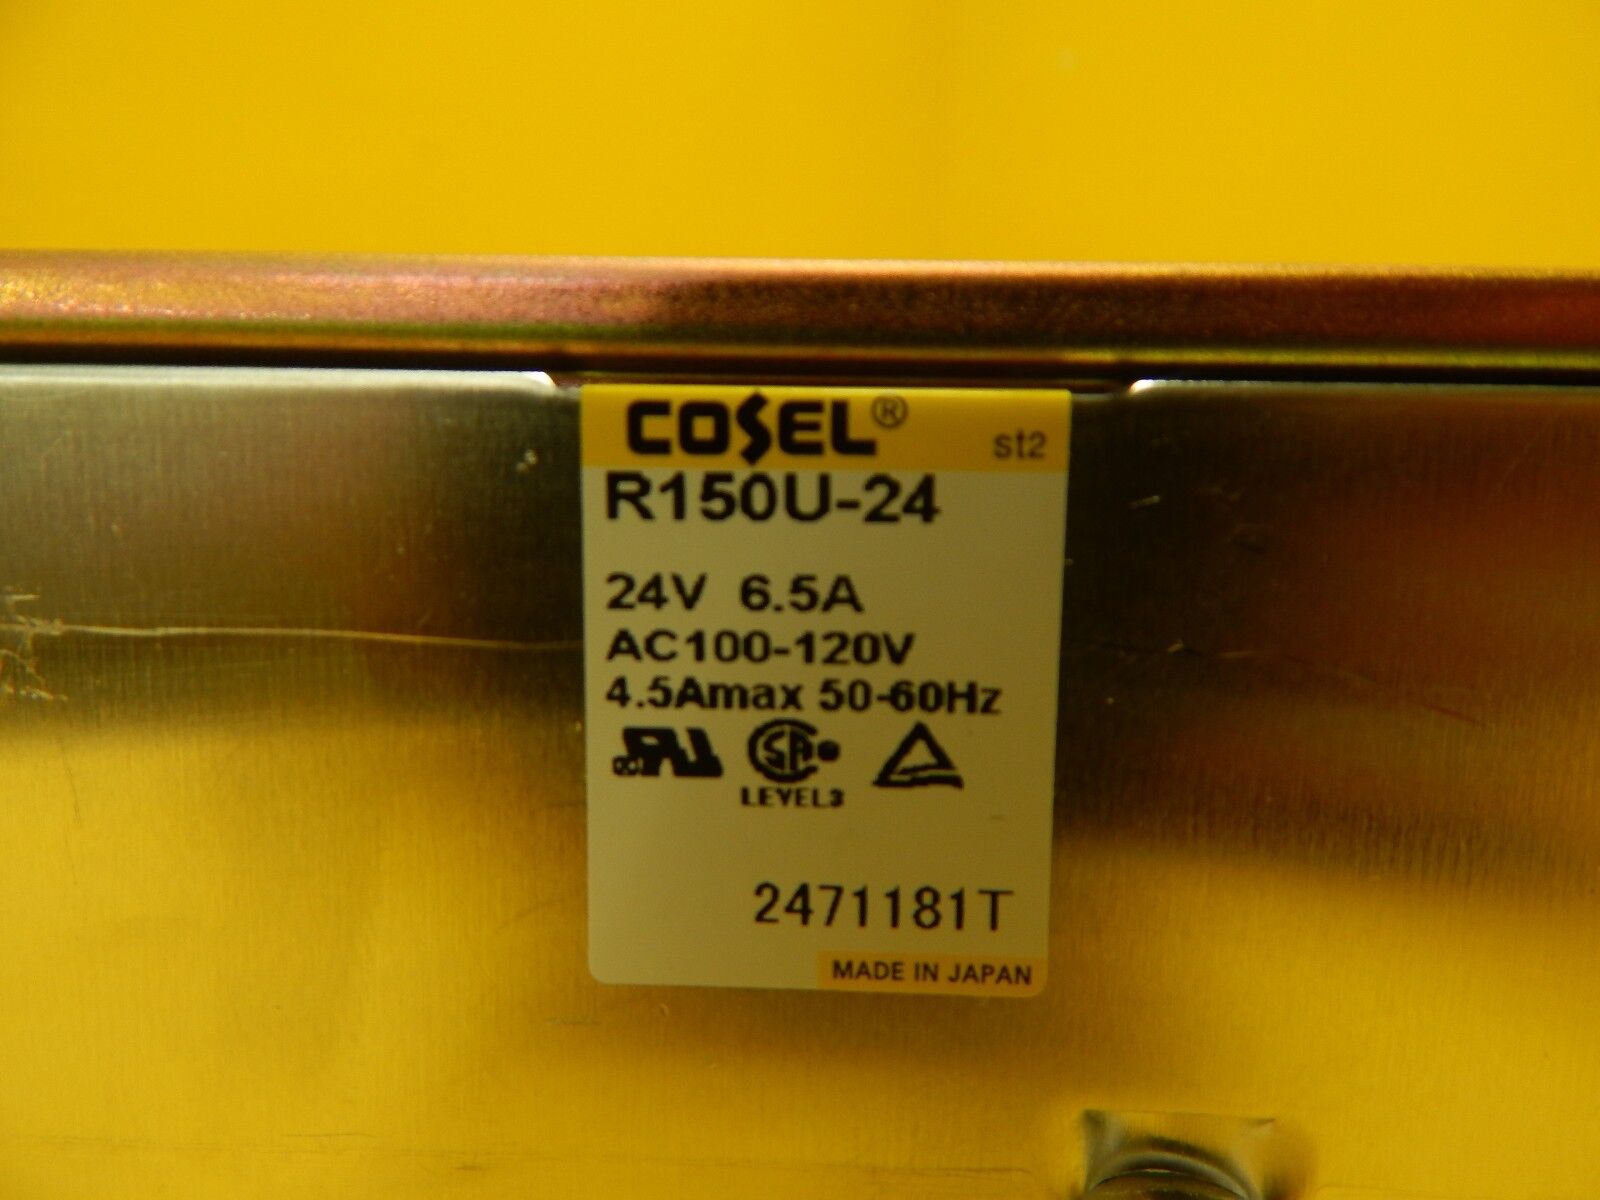 COSEL® st2
R150U-24
24V 6.5A
AC100-120V
4.5Amax 50-60Hz
LEVEL3
2471181T
MADE IN JAPAN